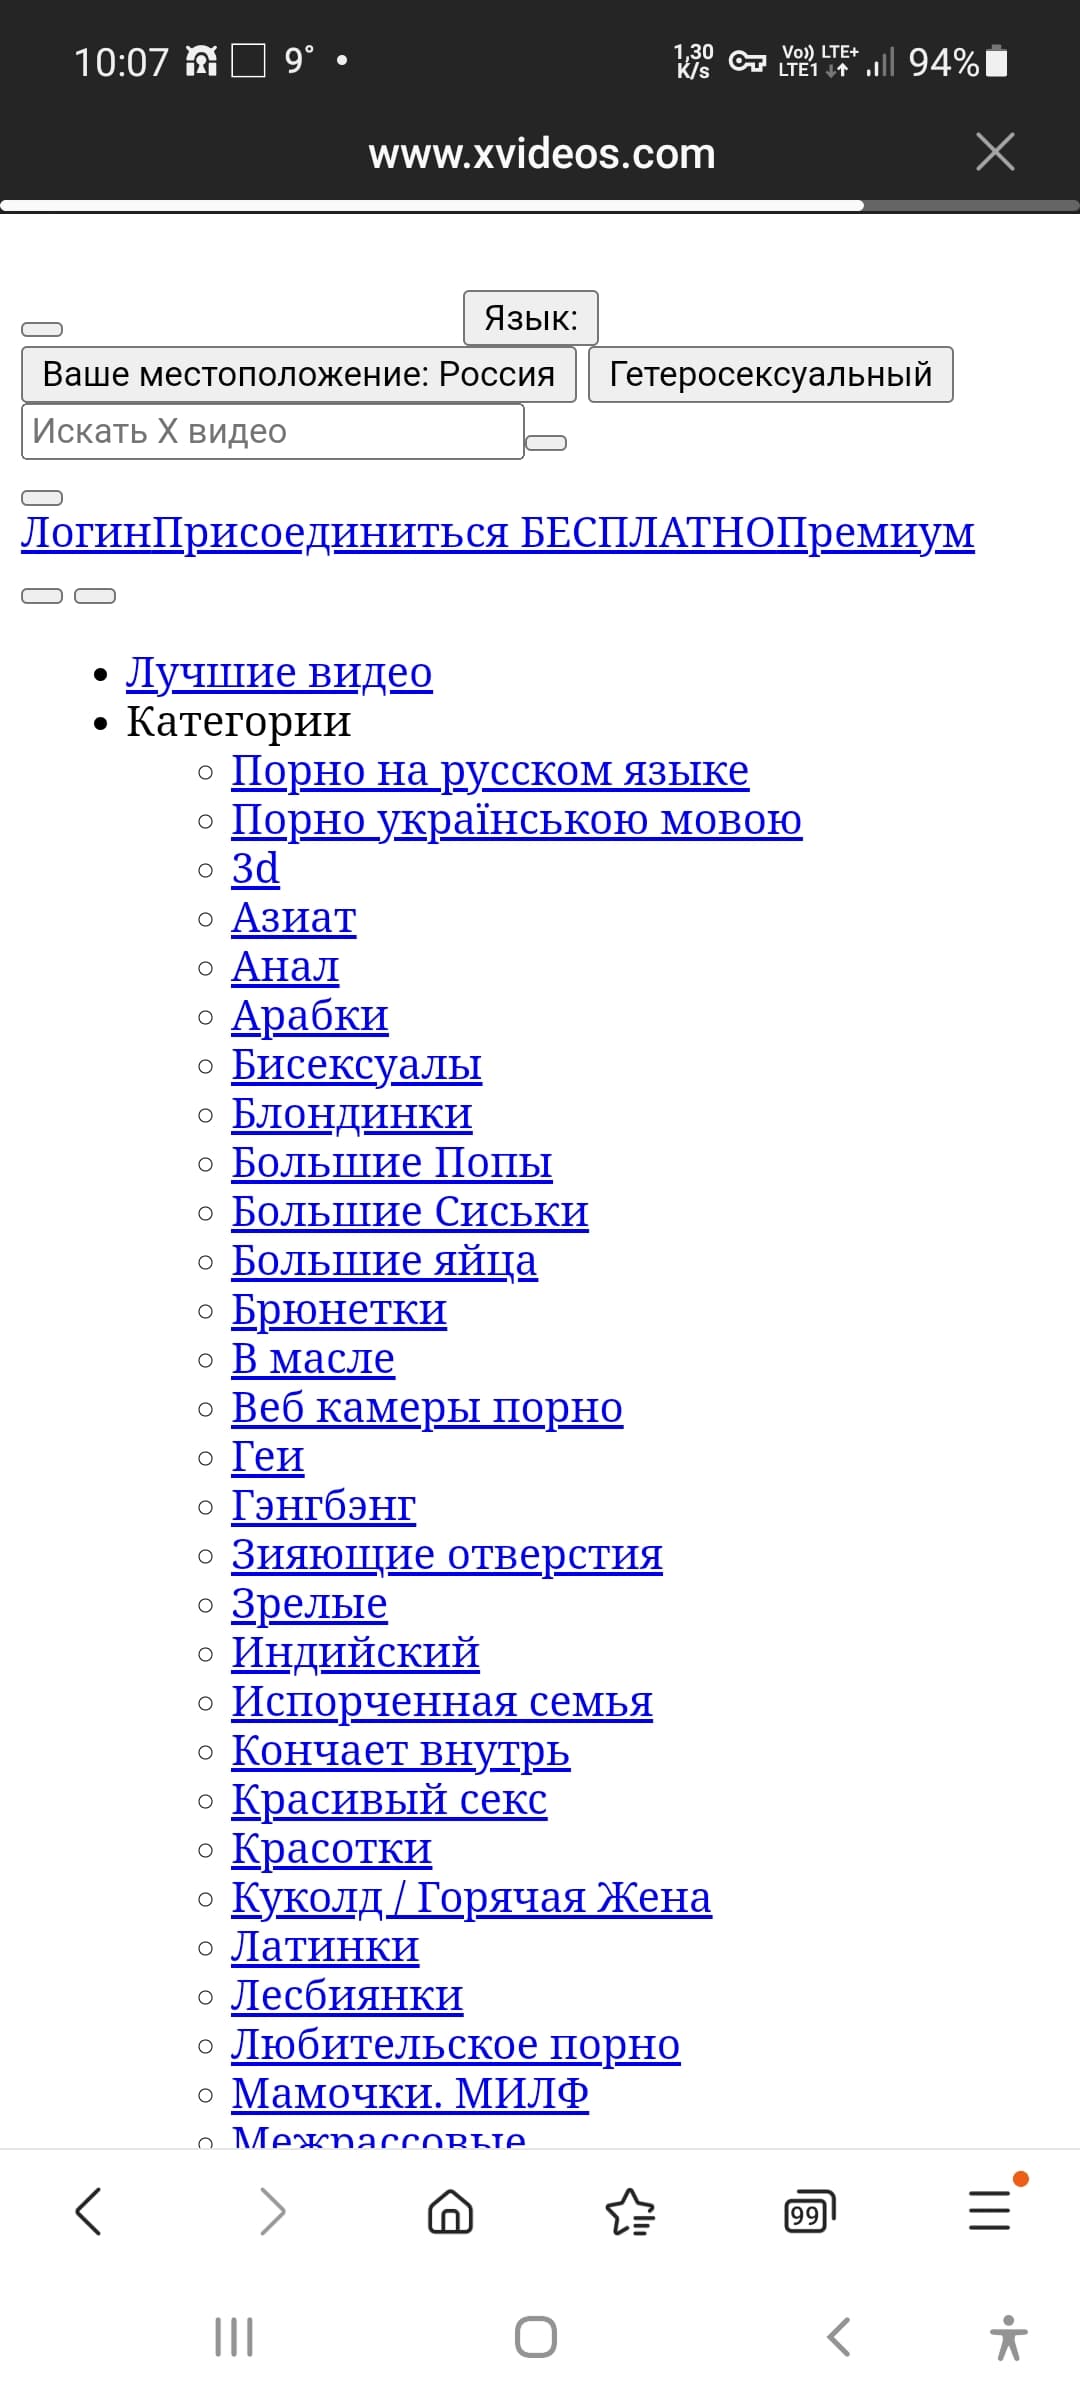 10:07 9° •
1,30 K/s Vo)) LTE+ LTE1 94%
www.xvideos.com
Язык:
Ваше местоположение: Россия Гетеросексуальный
Искать X видео
ЛогинПрисоединиться БЕСПЛАТНОПремиум
Лучшие видео
Категории
Порно на русском языке
Порно українською мовою
3d
Азиат
Анал
Арабки
Бисексуалы
Блондинки
Большие Попы
Большие Сиськи
Большие яйца
Брюнетки
В масле
Веб камеры порно
Геи
Гэнгбэнг
Зияющие отверстия
Зрелые
Индийский
Испорченная семья
Кончает внутрь
Красивый секс
Красотки
Куколд / Горячая Жена
Латинки
Лесбиянки
Любительское порно
Мамочки. МИЛФ
Межрассовые
99